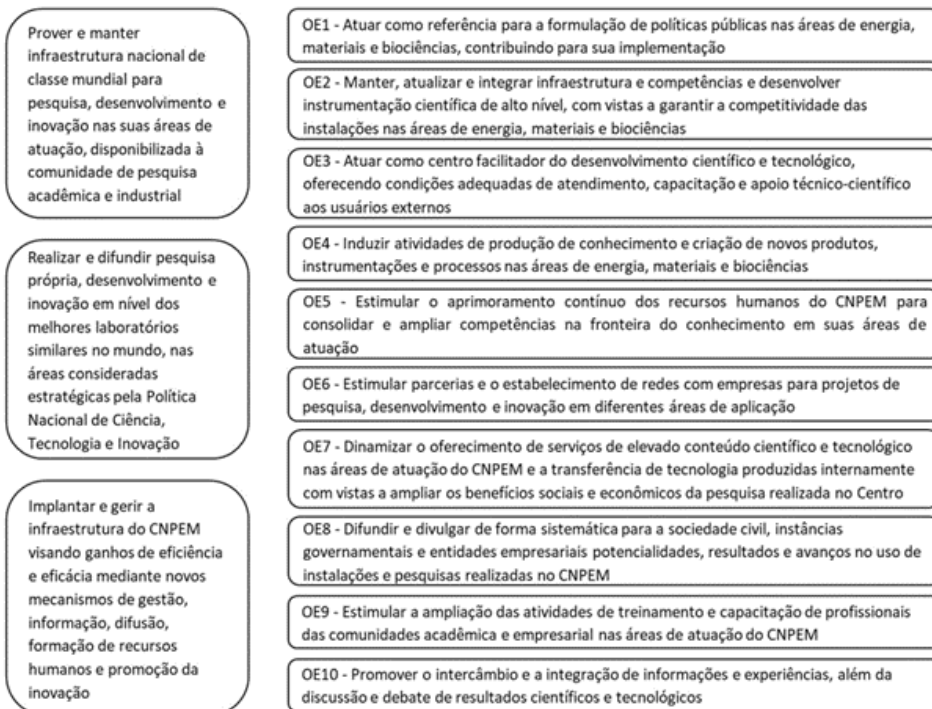 Prover e manter
infraestrutura nacional de
classe mundial para
pesquisa, desenvolvimento e
inovação nas suas áreas de
atuação, disponibilizada à
comunidade de pesquisa
acadêmica e industrial
Realizar e difundir pesquisa
própria, desenvolvimento e
inovação em nível dos
melhores laboratórios
similares no mundo, nas
áreas consideradas
estratégicas pela Política
Nacional de Ciência,
Tecnologia e Inovação
Implantar e gerir a
infraestrutura do CNPEM
visando ganhos de eficiência
e eficácia mediante novos
mecanismos de gestão,
informação, difusão,
formação de recursos
humanos e promoção da
inovação
OE1 - Atuar como referência para a formulação de políticas públicas nas áreas de energia,
materiais e biociências, contribuindo para sua implementação
OE2 - Manter, atualizar e integrar infraestrutura e competências e desenvolver
instrumentação científica de alto nível, com vistas a garantir a competitividade das
instalações nas áreas de energia, materiais e biociências
OE3 - Atuar como centro facilitador do desenvolvimento científico e tecnológico,
oferecendo condições adequadas de atendimento, capacitação e apoio técnico-científico
aos usuários externos
OE4 - Induzir atividades de produção de conhecimento e criação de novos produtos,
instrumentações e processos nas áreas de energia, materiais e biociências
OE5 - Estimular o aprimoramento contínuo dos recursos humanos do CNPEM para
consolidar e ampliar competências na fronteira do conhecimento em suas áreas de
atuação
OE6 - Estimular parcerias e o estabelecimento de redes com empresas para projetos de
pesquisa, desenvolvimento e inovação em diferentes áreas de aplicação
OE7 - Dinamizar o oferecimento de serviços de elevado conteúdo científico e tecnológico
nas áreas de atuação do CNPEM e a transferência de tecnologia produzidas internamente
com vistas a ampliar os benefícios sociais e econômicos da pesquisa realizada no Centro
OE8 - Difundir e divulgar de forma sistemática para a sociedade civil, instâncias
governamentais e entidades empresariais potencialidades, resultados e avanços no uso de
instalações e pesquisas realizadas no CNPEM
OE9 - Estimular a ampliação das atividades de treinamento e capacitação de profissionais
das comunidades acadêmica e empresarial nas áreas de atuação do CNPEM
OE10 - Promover o intercâmbio e a integração de informações e experiências, além da
discussão e debate de resultados científicos e tecnológicos